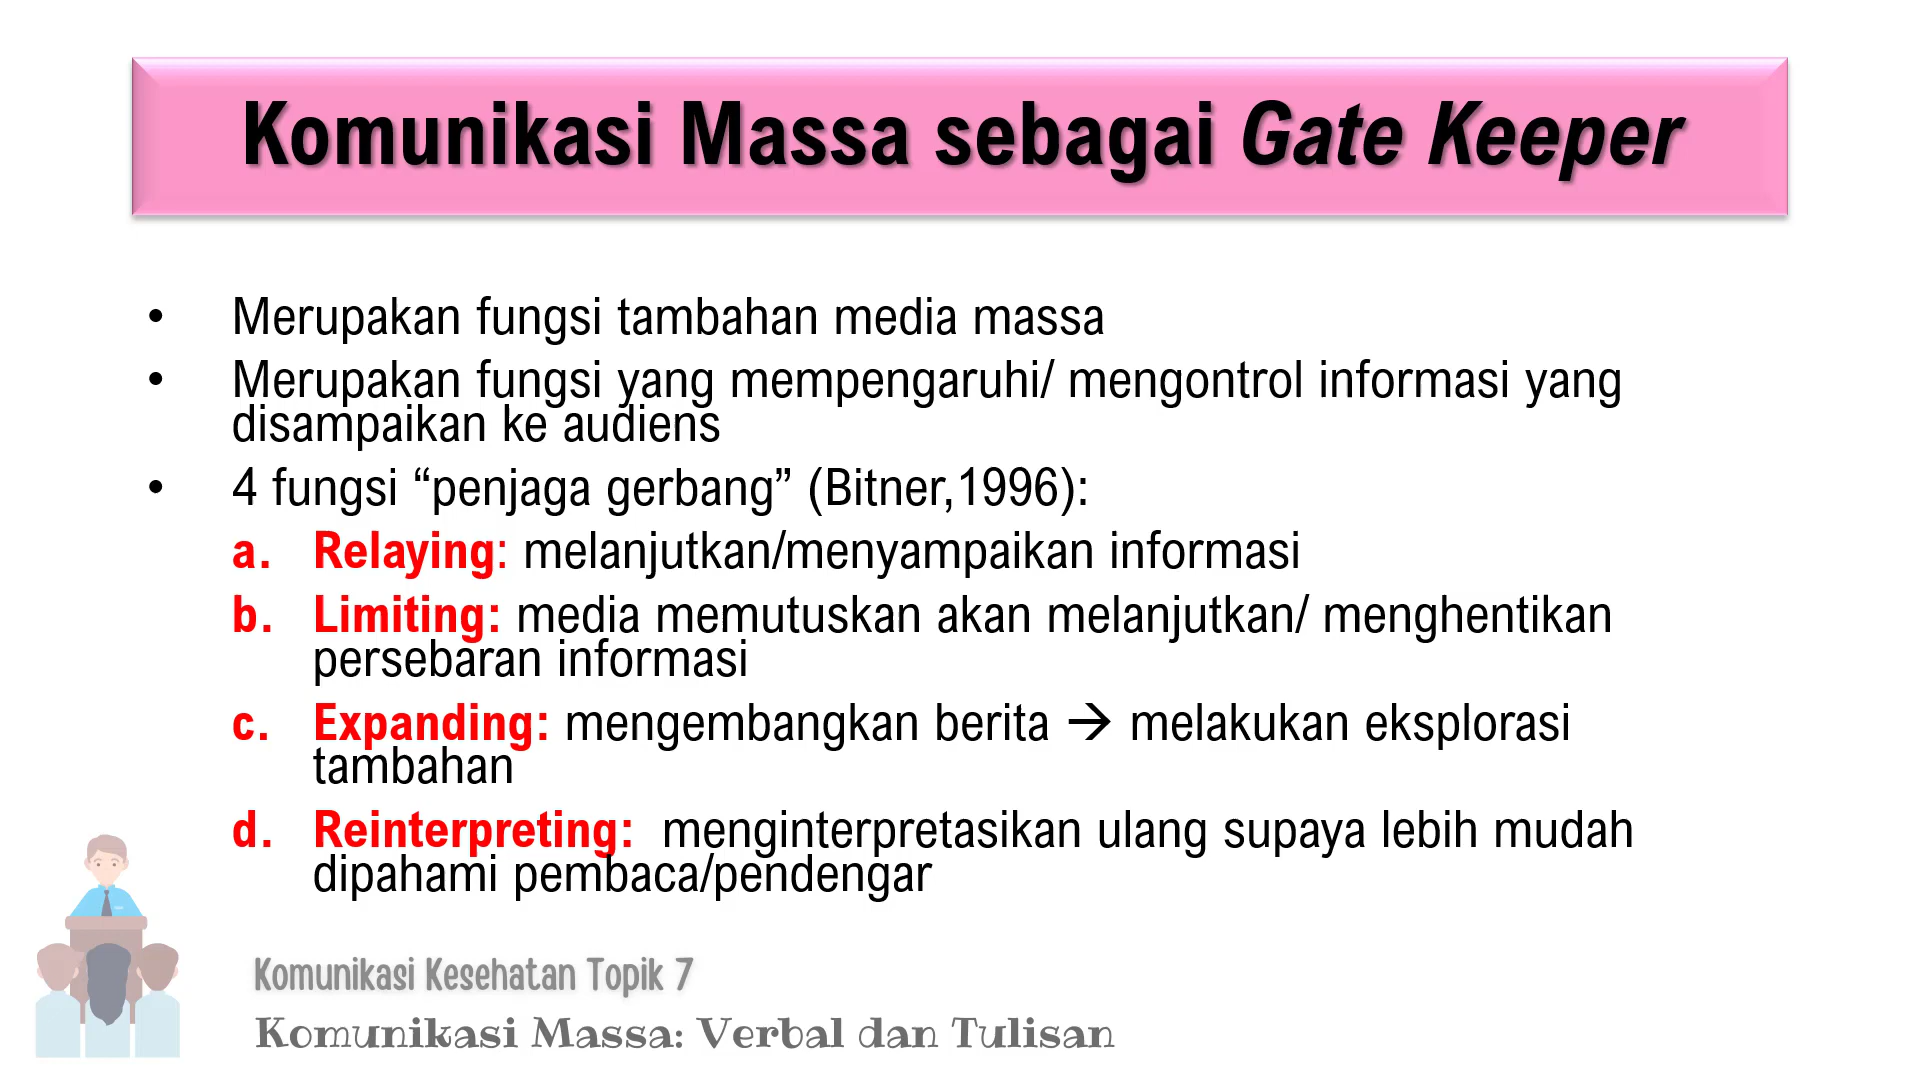 Komunikasi Massa sebagai Gate Keeper
• Merupakan fungsi tambahan media massa
• Merupakan fungsi yang mempengaruhi/ mengontrol informasi yang
disampaikan ke audiens
• 4 fungsi “penjaga gerbang” (Bitner,1996):
a. Relaying: melanjutkan/menyampaikan informasi
b. Limiting: media memutuskan akan melanjutkan/ menghentikan
persebaran informasi
c. Expanding: mengembangkan berita → melakukan eksplorasi
tambahan
d. Reinterpreting: menginterpretasikan ulang supaya lebih mudah
dipahami pembaca/pendengar
Komunikasi Kesehatan Topik 7
Komunikasi Massa: Verbal dan Tulisan